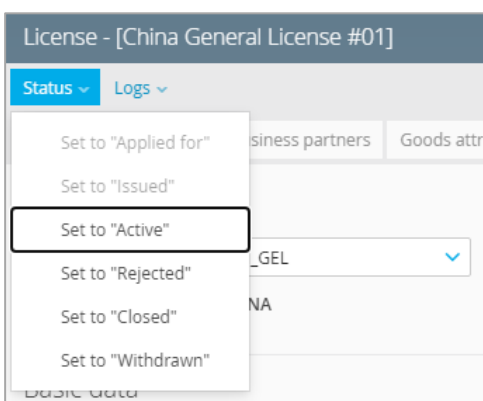 License - [China General License #01]
Status Logs
Set to "Applied for" siness partners Goods attr
Set to "Issued"
Set to "Active"
_GEL
Set to "Rejected"
NA
Set to "Closed"
Set to "Withdrawn"
Basic data